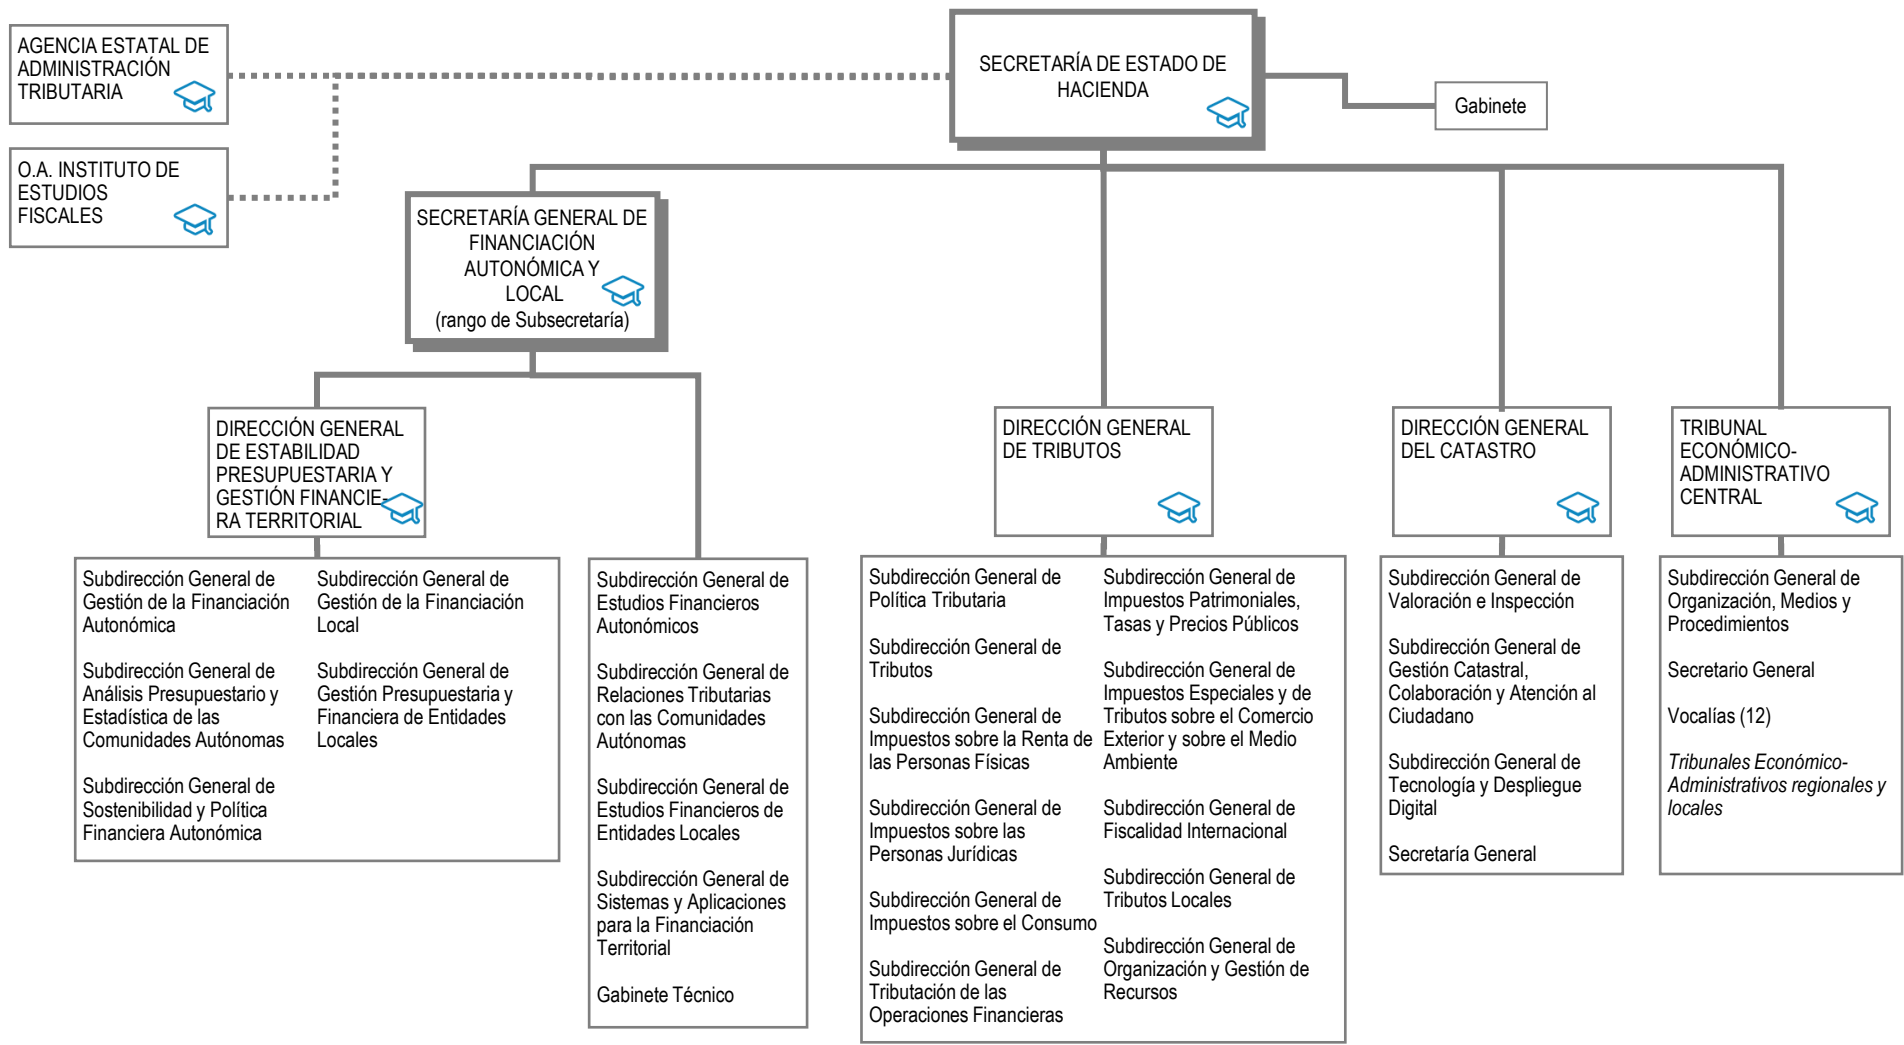 AGENCIA ESTATAL DE
ADMINISTRACIÓN
TRIBUTARIA
O.A. INSTITUTO DE
ESTUDIOS
FISCALES
SECRETARÍA DE ESTADO DE
HACIENDA
Gabinete
SECRETARÍA GENERAL DE
FINANCIACIÓN
AUTONÓMICA Y
LOCAL
(rango de Subsecretaría)
DIRECCIÓN GENERAL
DE ESTABILIDAD
PRESUPUESTARIA Y
GESTIÓN FINANCIE-
RA TERRITORIAL
Subdirección General de
Gestión de la Financiación
Autonómica
Subdirección General de
Análisis Presupuestario y
Estadística de las
Comunidades Autónomas
Subdirección General de
Sostenibilidad y Política
Financiera Autonómica
Subdirección General de
Gestión de la Financiación
Local
Subdirección General de
Gestión Presupuestaria y
Financiera de Entidades
Locales
Subdirección General de
Estudios Financieros
Autonómicos
Subdirección General de
Relaciones Tributarias
con las Comunidades
Autónomas
Subdirección General de
Estudios Financieros de
Entidades Locales
Subdirección General de
Sistemas y Aplicaciones
para la Financiación
Territorial
Gabinete Técnico
DIRECCIÓN GENERAL
DE TRIBUTOS
Subdirección General de
Política Tributaria
Subdirección General de
Tributos
Subdirección General de
Impuestos sobre la Renta de
las Personas Físicas
Subdirección General de
Impuestos sobre las
Personas Jurídicas
Subdirección General de
Impuestos sobre el Consumo
Subdirección General de
Tributación de las
Operaciones Financieras
Subdirección General de
Impuestos Patrimoniales,
Tasas y Precios Públicos
Subdirección General de
Impuestos Especiales y de
Tributos sobre el Comercio
Exterior y sobre el Medio
Ambiente
Subdirección General de
Fiscalidad Internacional
Subdirección General de
Tributos Locales
Subdirección General de
Organización y Gestión de
Recursos
DIRECCIÓN GENERAL
DEL CATASTRO
Subdirección General de
Valoración e Inspección
Subdirección General de
Gestión Catastral,
Colaboración y Atención al
Ciudadano
Subdirección General de
Tecnología y Despliegue
Digital
Secretaría General
TRIBUNAL
ECONÓMICO-
ADMINISTRATIVO
CENTRAL
Subdirección General de
Organización, Medios y
Procedimientos
Secretario General
Vocalías (12)
Tribunales Económico-
Administrativos regionales y
locales